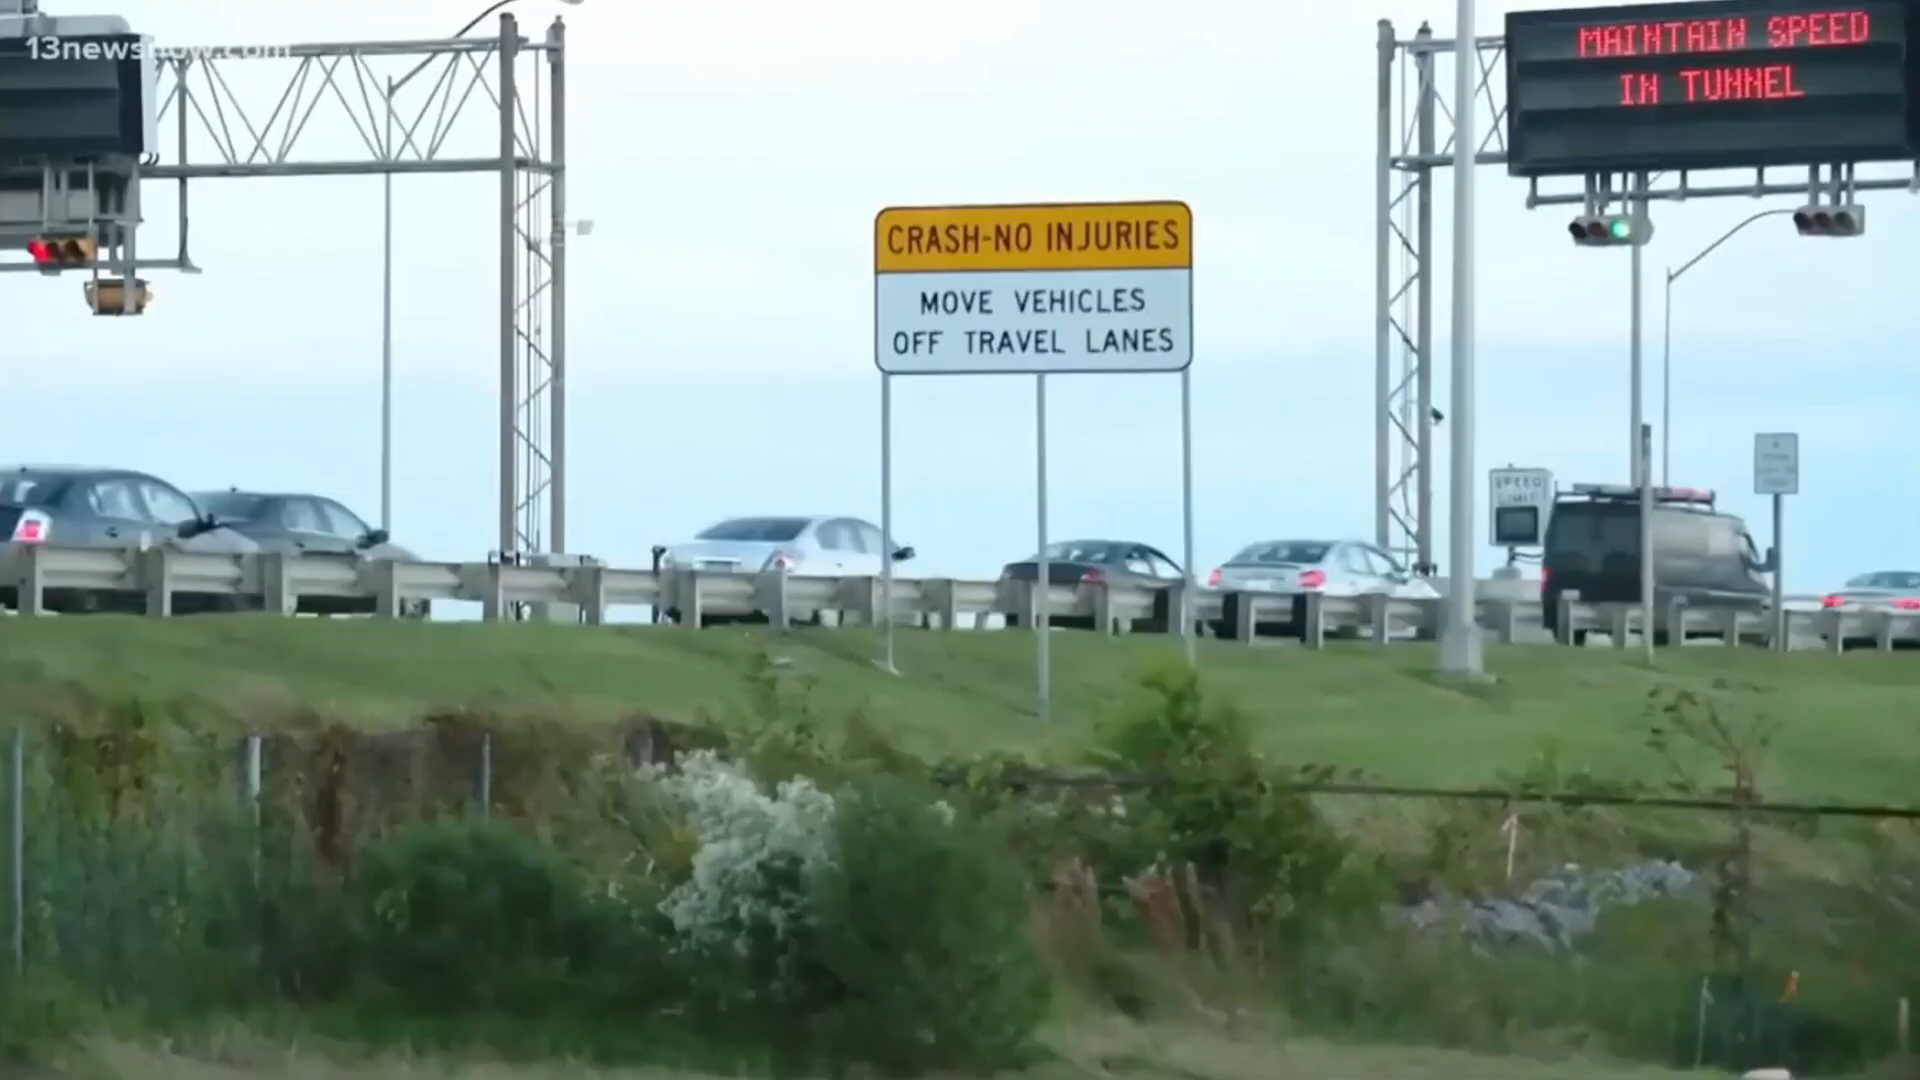 13newsnow.com
MAINTAIN SPEED
IN TUNNEL
CRASH-NO INJURIES
MOVE VEHICLES
OFF TRAVEL LANES
SPEED
LIMIT